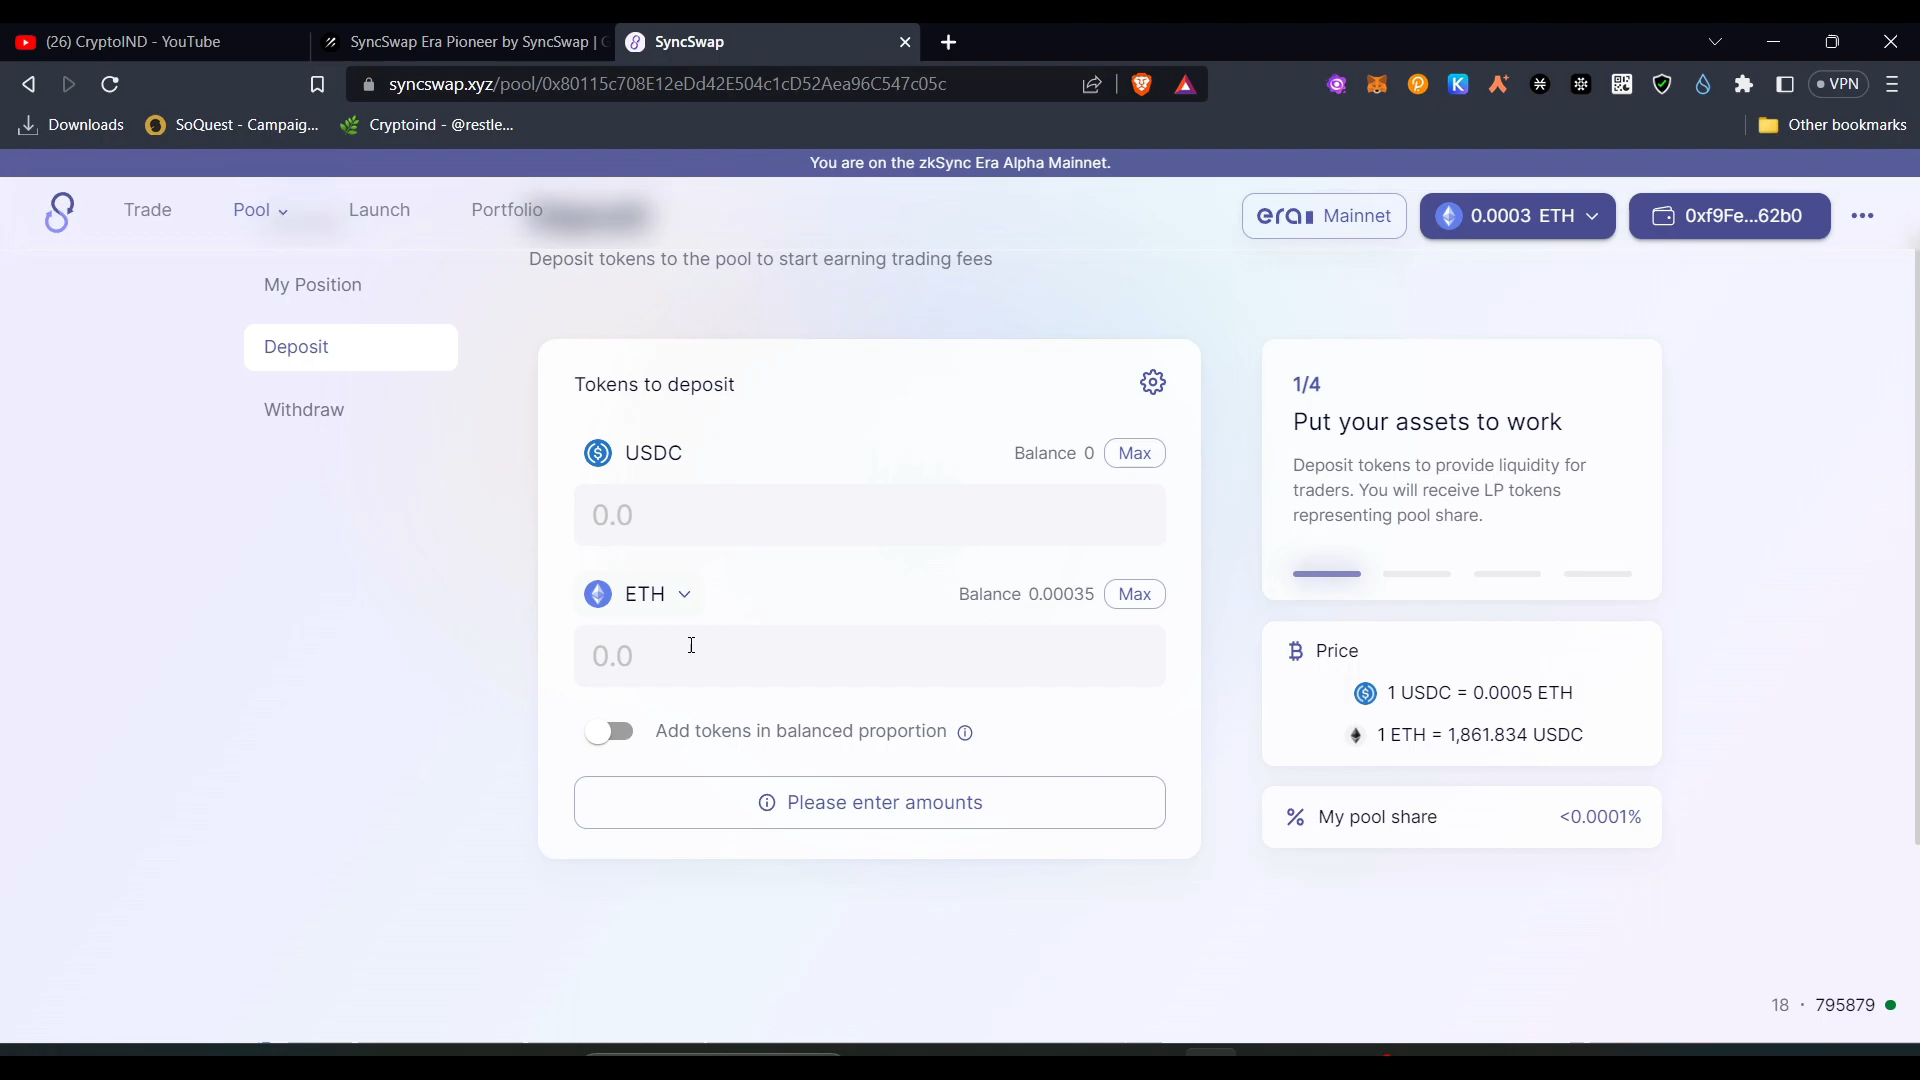 (26) CryptoIND - YouTube
SyncSwap Era Pioneer by SyncSwap |
SyncSwap
syncswap.xyz/pool/0x80115c708E12eDd42E504c1cD52Aea96C547c05c
VPN
Downloads
SoQuest - Campaig...
Cryptoind - @restle...
Other bookmarks
You are on the zkSync Era Alpha Mainnet.
Trade
Pool
Launch
Portfolio
era Mainnet
0.0003 ETH
0xf9Fe...62b0
Deposit tokens to the pool to start earning trading fees
My Position
Deposit
Withdraw
Tokens to deposit
USDC
Balance 0
Max
0.0
ETH
Balance 0.00035
Max
0.0
Add tokens in balanced proportion
Please enter amounts
1/4
Put your assets to work
Deposit tokens to provide liquidity for
traders. You will receive LP tokens
representing pool share.
Price
1 USDC = 0.0005 ETH
1 ETH = 1,861.834 USDC
% My pool share
<0.0001%
18 · 795879